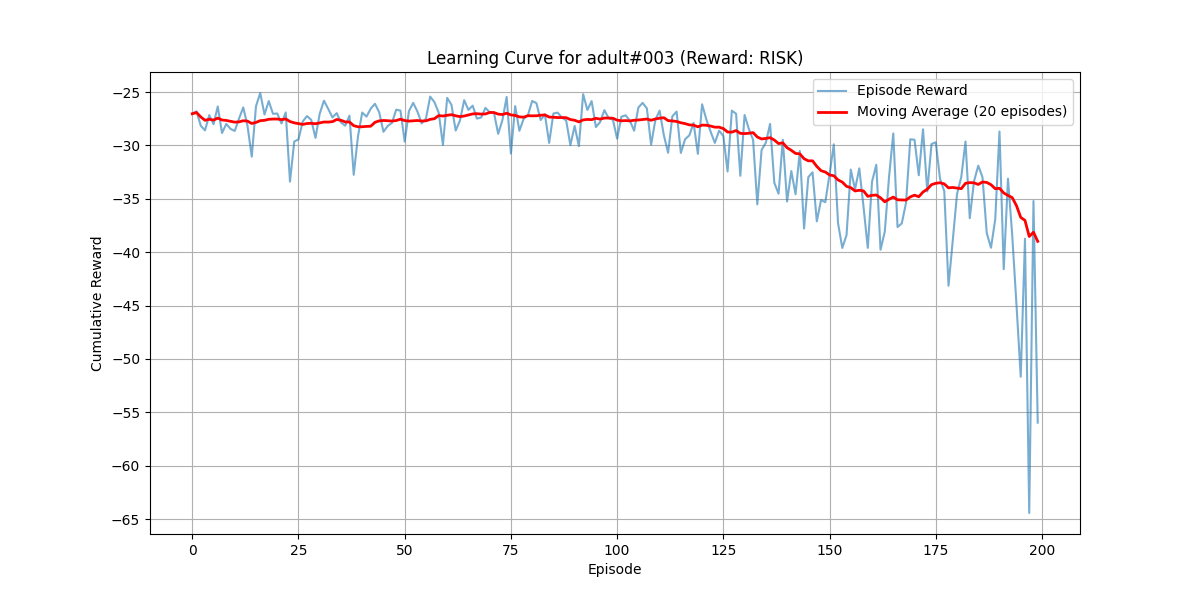 Learning Curve for adult#003 (Reward: RISK)
Episode Reward
Moving Average (20 episodes)
Cumulative Reward
−25
−30
−35
−40
−45
−50
−55
−60
−65
0 25 50 75 100 125 150 175 200
Episode